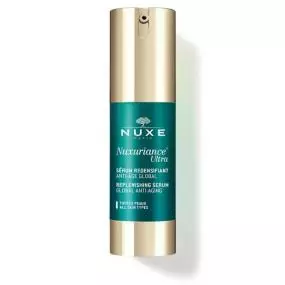 NUXE
PARIS
Nuxuriance®
Ultra
SÉRUM REDENSIFIANT
ANTI-ÂGE GLOBAL
REPLENISHING SERUM
GLOBAL ANTI-AGING
TOUTES PEAUX
ALL SKIN TYPES